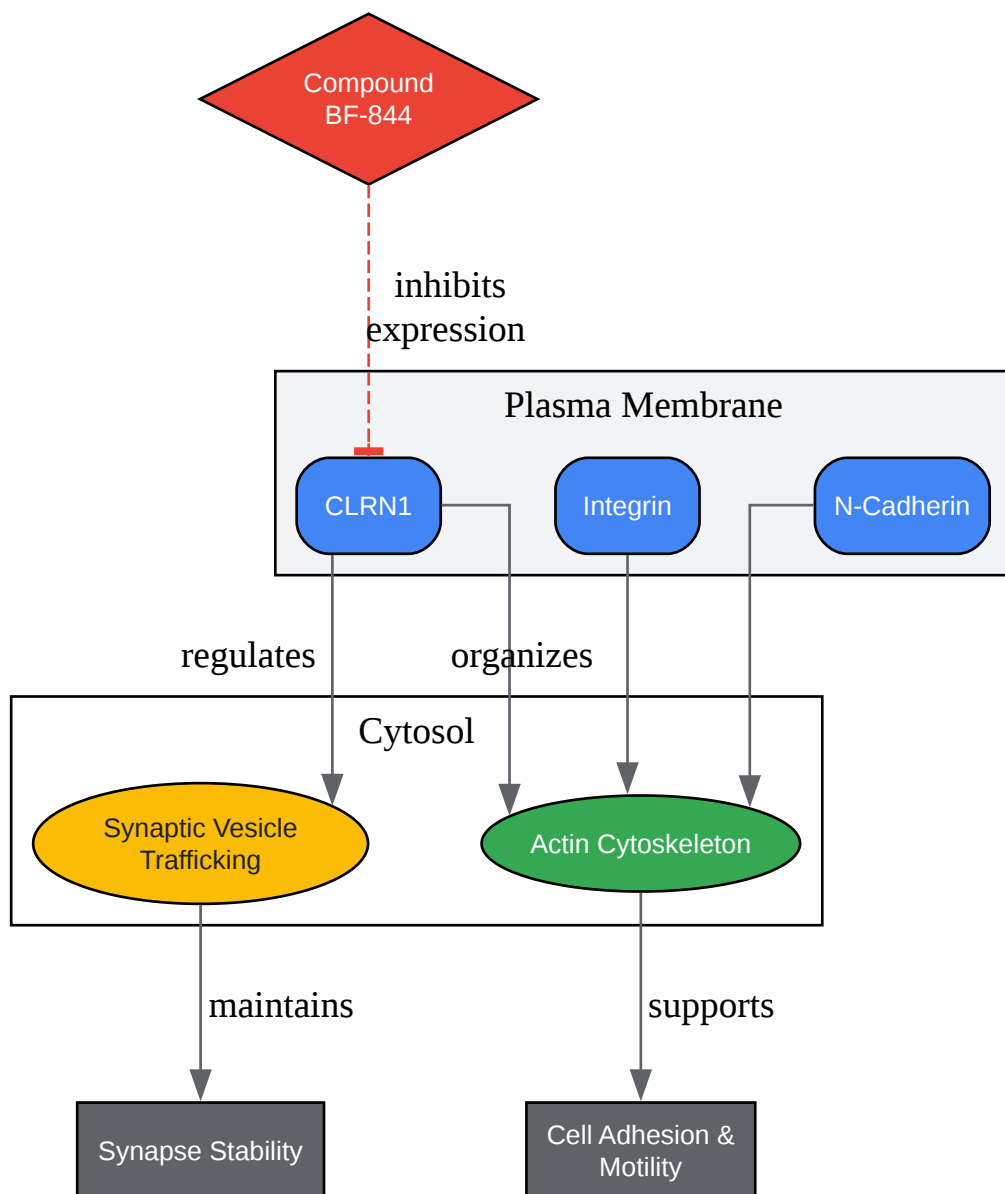 Compound
BF-844
inhibits
expression
Plasma Membrane
CLRN1
Integrin
N-Cadherin
regulates
organizes
Cytosol
Synaptic Vesicle
Trafficking
Actin Cytoskeleton
maintains
supports
Synapse Stability
Cell Adhesion &
Motility